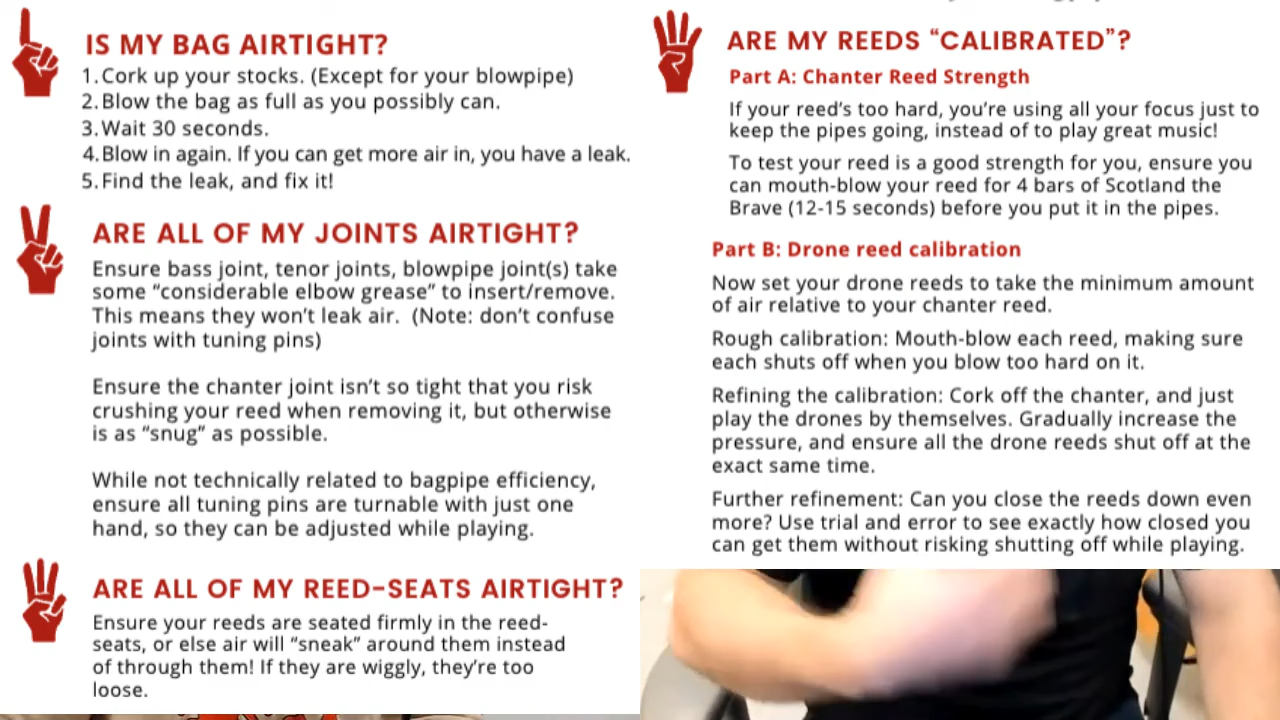 IS MY BAG AIRTIGHT?
1. Cork up your stocks. (Except for your blowpipe)
2. Blow the bag as full as you possibly can.
3. Wait 30 seconds.
4. Blow in again. If you can get more air in, you have a leak.
5. Find the leak, and fix it!
ARE ALL OF MY JOINTS AIRTIGHT?
Ensure bass joint, tenor joints, blowpipe joint(s) take
some “considerable elbow grease” to insert/remove.
This means they won’t leak air. (Note: don’t confuse
joints with tuning pins)
Ensure the chanter joint isn’t so tight that you risk
crushing your reed when removing it, but otherwise
is as “snug” as possible.
While not technically related to bagpipe efficiency,
ensure all tuning pins are turnable with just one
hand, so they can be adjusted while playing.
ARE ALL OF MY REED-SEATS AIRTIGHT?
Ensure your reeds are seated firmly in the reed-
seats, or else air will “sneak” around them instead
of through them! If they are wiggly, they’re too
loose.
ARE MY REEDS “CALIBRATED”?
Part A: Chanter Reed Strength
If your reed’s too hard, you’re using all your focus just to
keep the pipes going, instead of to play great music!
To test your reed is a good strength for you, ensure you
can mouth-blow your reed for 4 bars of Scotland the
Brave (12-15 seconds) before you put it in the pipes.
Part B: Drone reed calibration
Now set your drone reeds to take the minimum amount
of air relative to your chanter reed.
Rough calibration: Mouth-blow each reed, making sure
each shuts off when you blow too hard on it.
Refining the calibration: Cork off the chanter, and just
play the drones by themselves. Gradually increase the
pressure, and ensure all the drone reeds shut off at the
exact same time.
Further refinement: Can you close the reeds down even
more? Use trial and error to see exactly how closed you
can get them without risking shutting off while playing.